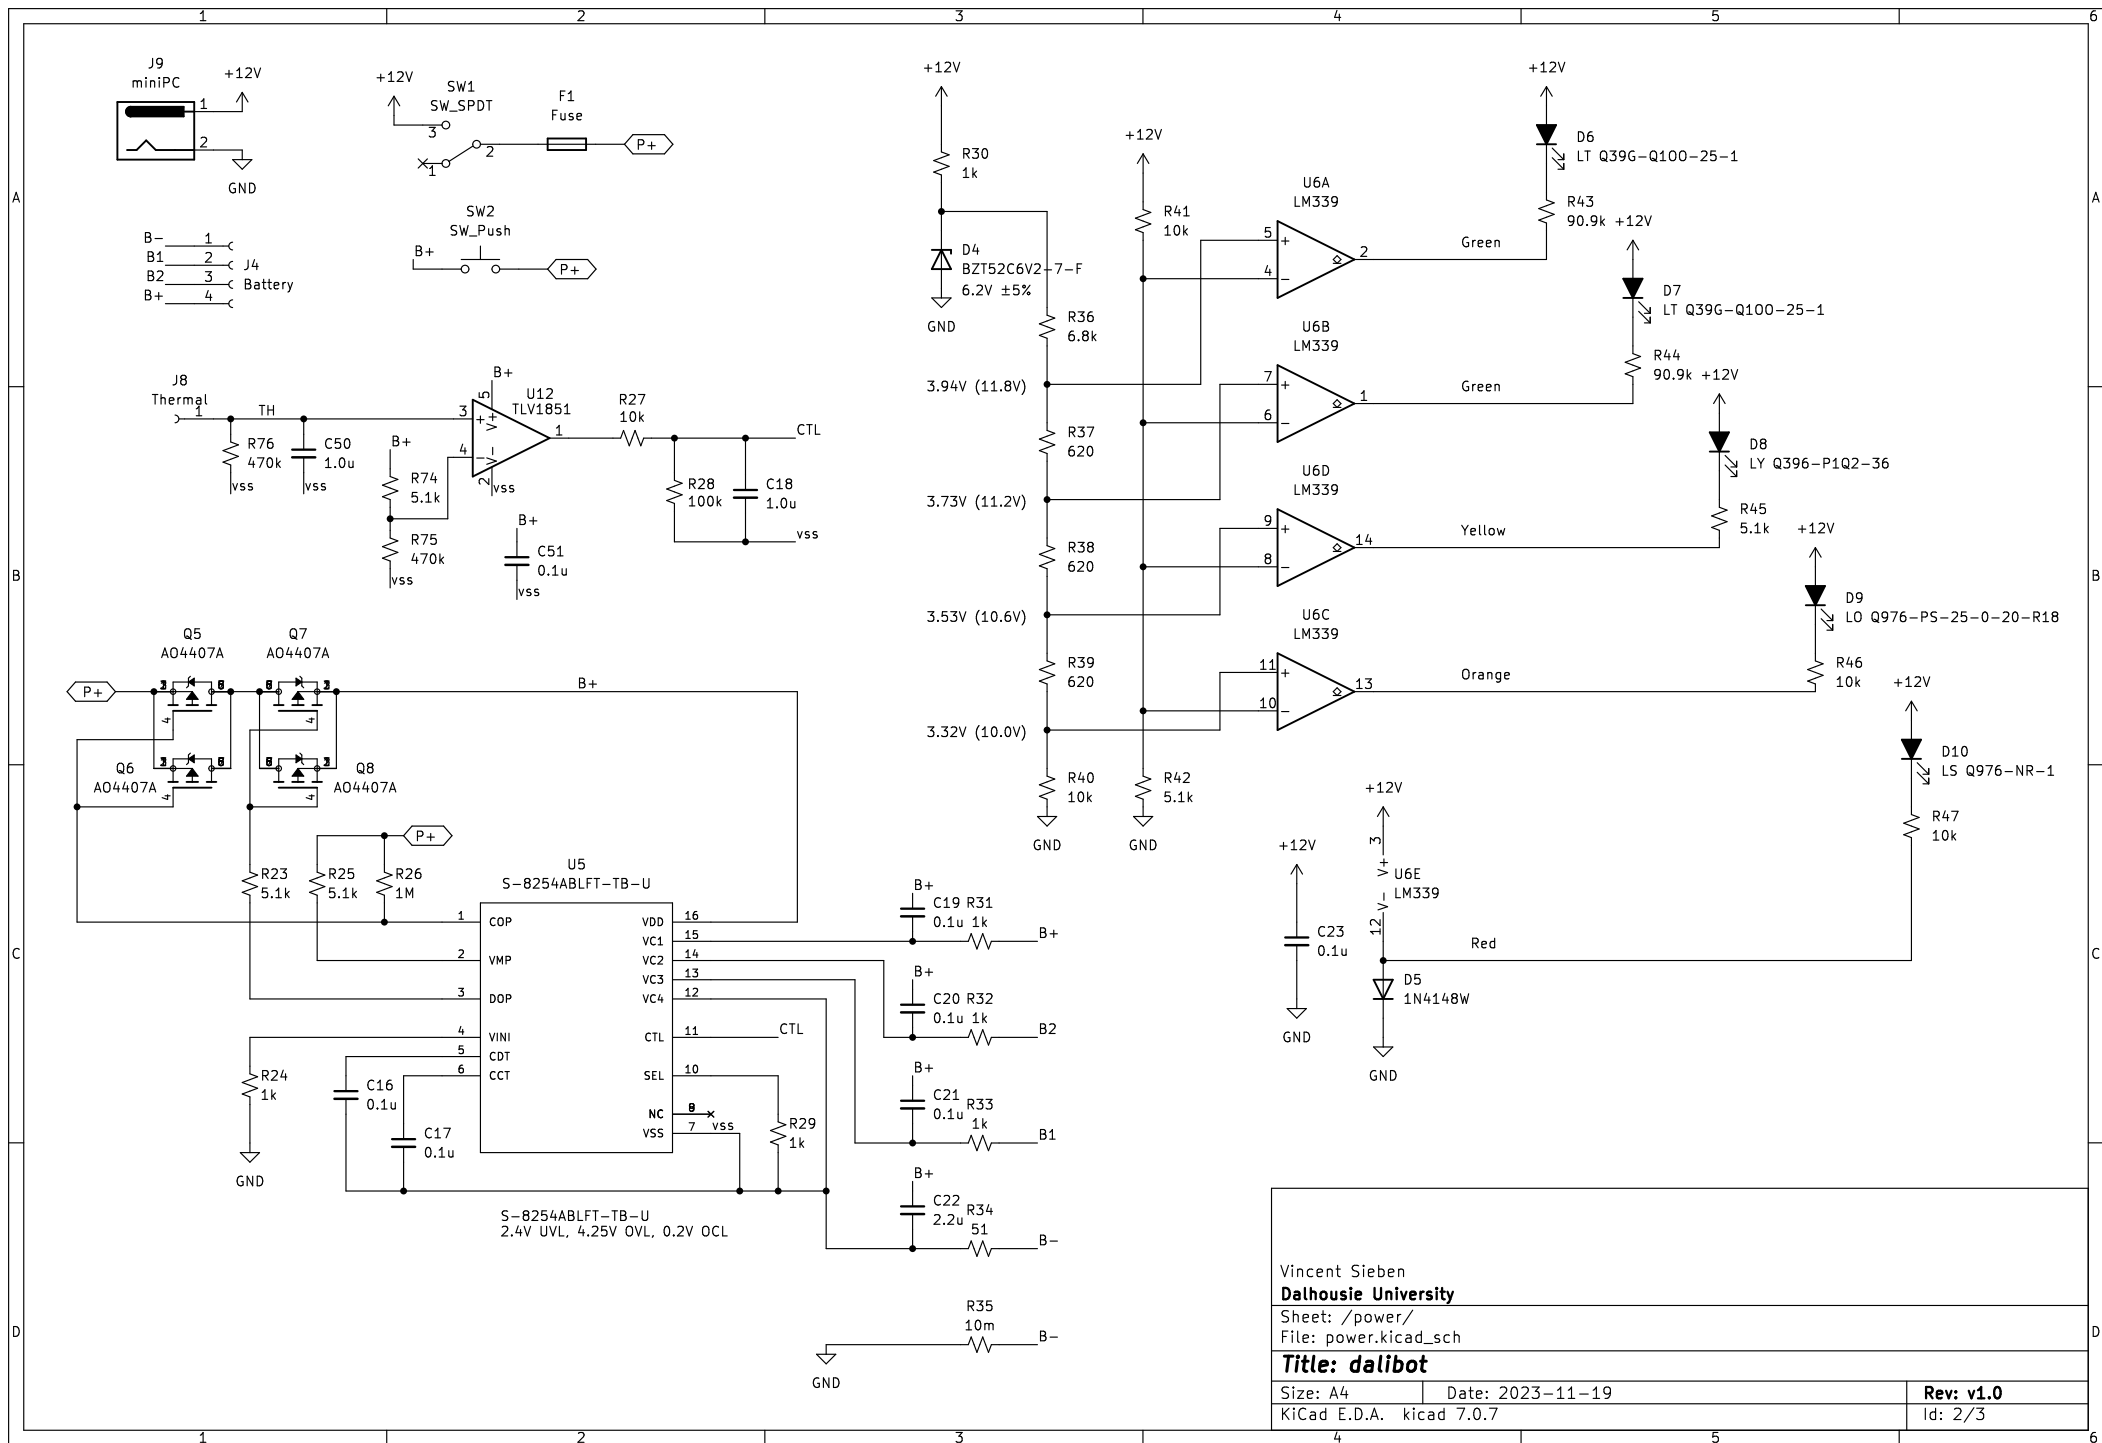 1 2 3 4 5 6
J9
miniPC
+12V
1
2
GND
+12V
SW1
SW_SPDT
3
2
1
F1
Fuse
P+
SW2
SW_Push
B+
P+
B- 1
B1 2
B2 3
B+ 4
J4
Battery
J8
Thermal
1
TH
R76
470k
vss
C50
1.0u
vss
B+
R74
5.1k
R75
470k
vss
B+
U12
TLV1851
3
4
5
2
1
+
-
V+
V-
vss
B+
C51
0.1u
vss
R27
10k
R28
100k
C18
1.0u
CTL
vss
Q5
AO4407A
Q7
AO4407A
P+
4
4
B+
Q6
AO4407A
Q8
AO4407A
4
4
P+
R23
5.1k
R25
5.1k
R26
1M
U5
S-8254ABLFT-TB-U
1 COP
2 VMP
3 DOP
4 VINI
5 CDT
6 CCT
VDD 16
VC1 15
VC2 14
VC3 13
VC4 12
CTL 11
SEL 10
NC
VSS 7
CTL
vss
R24
1k
GND
C16
0.1u
C17
0.1u
R29
1k
S-8254ABLFT-TB-U
2.4V UVL, 4.25V OVL, 0.2V OCL
B+
C19
0.1u
R31
1k
B+
B+
C20
0.1u
R32
1k
B2
B+
C21
0.1u
R33
1k
B1
B+
C22
2.2u
R34
51
B-
R35
10m
B-
GND
+12V
R30
1k
D4
BZT52C6V2-7-F
6.2V ±5%
GND
R36
6.8k
3.94V (11.8V)
R37
620
3.73V (11.2V)
R38
620
3.53V (10.6V)
R39
620
3.32V (10.0V)
R40
10k
GND
+12V
R41
10k
R42
5.1k
GND
U6A
LM339
5
4
+
-
2
Green
+12V
D6
LT Q39G-Q1OO-25-1
R43
90.9k
U6B
LM339
7
6
+
-
1
Green
+12V
D7
LT Q39G-Q1OO-25-1
R44
90.9k
U6D
LM339
9
8
+
-
14
Yellow
+12V
D8
LY Q396-P1Q2-36
R45
5.1k
U6C
LM339
11
10
+
-
13
Orange
+12V
D9
LO Q976-PS-25-0-20-R18
R46
10k
+12V
D10
LS Q976-NR-1
R47
10k
+12V
C23
0.1u
GND
+12V
3
V+
U6E
LM339
V-
12
Red
D5
1N4148W
GND
A
B
C
D
A
B
C
D
Vincent Sieben
Dalhousie University
Sheet: /power/
File: power.kicad_sch
Title: dalibot
Size: A4 Date: 2023-11-19 Rev: v1.0
KiCad E.D.A. kicad 7.0.7 Id: 2/3
1 2 3 4 5 6